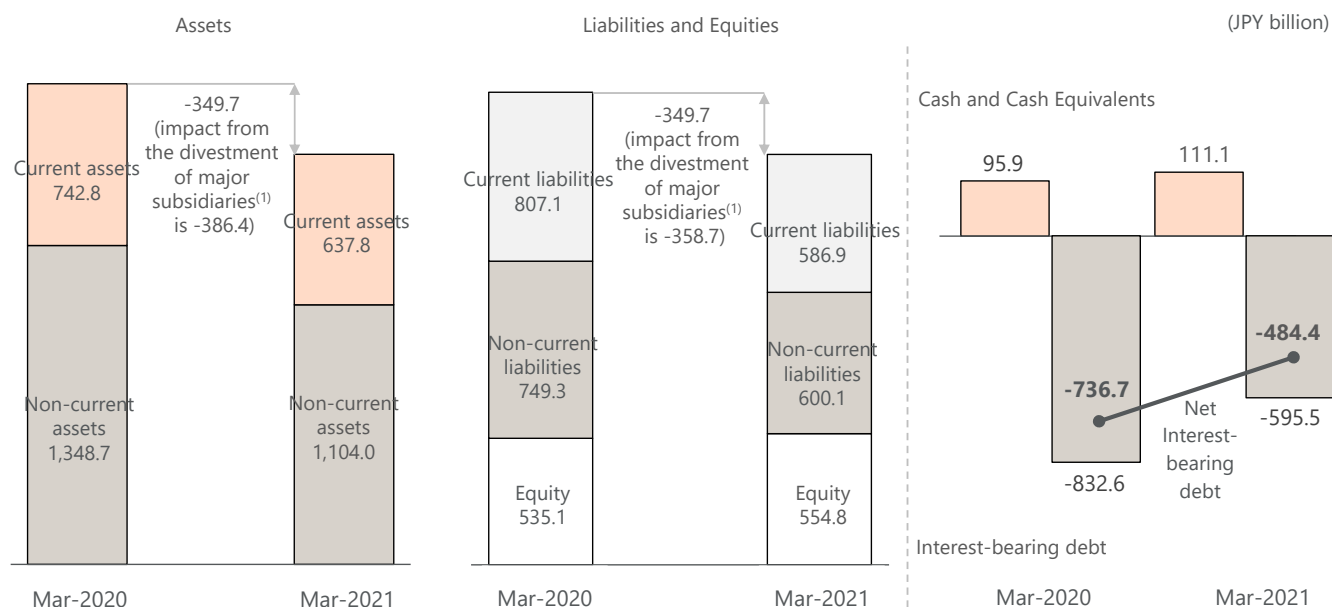 Assets
Liabilities and Equities
(JPY billion)
-349.7
(impact from
the divestment
of major
subsidiaries(1)
is -386.4)
Current assets
742.8
Current assets
637.8
Non-current
assets
1,348.7
Non-current
assets
1,104.0
Mar-2020
Mar-2021
-349.7
(impact from
the divestment
of major
subsidiaries(1)
is -358.7)
Current liabilities
807.1
Current liabilities
586.9
Non-current
liabilities
749.3
Non-current
liabilities
600.1
Equity
535.1
Equity
554.8
Mar-2020
Mar-2021
Cash and Cash Equivalents
95.9
111.1
-736.7
-484.4
Net
Interest-
bearing
debt
-832.6
-595.5
Interest-bearing debt
Mar-2020
Mar-2021